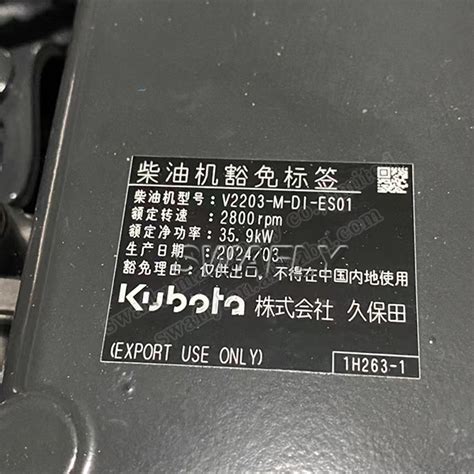 柴油机豁免标签
柴油机型号: V2203-M-DI-ES01
额定转速 : 2800rpm
额定净功率: 35.9kW
生产日期 : 2024/03
豁免理由: 仅供出口，不得在中国内地使用
Kubota 株式会社 久保田
(EXPORT USE ONLY)
1H263-1
SWAFLY